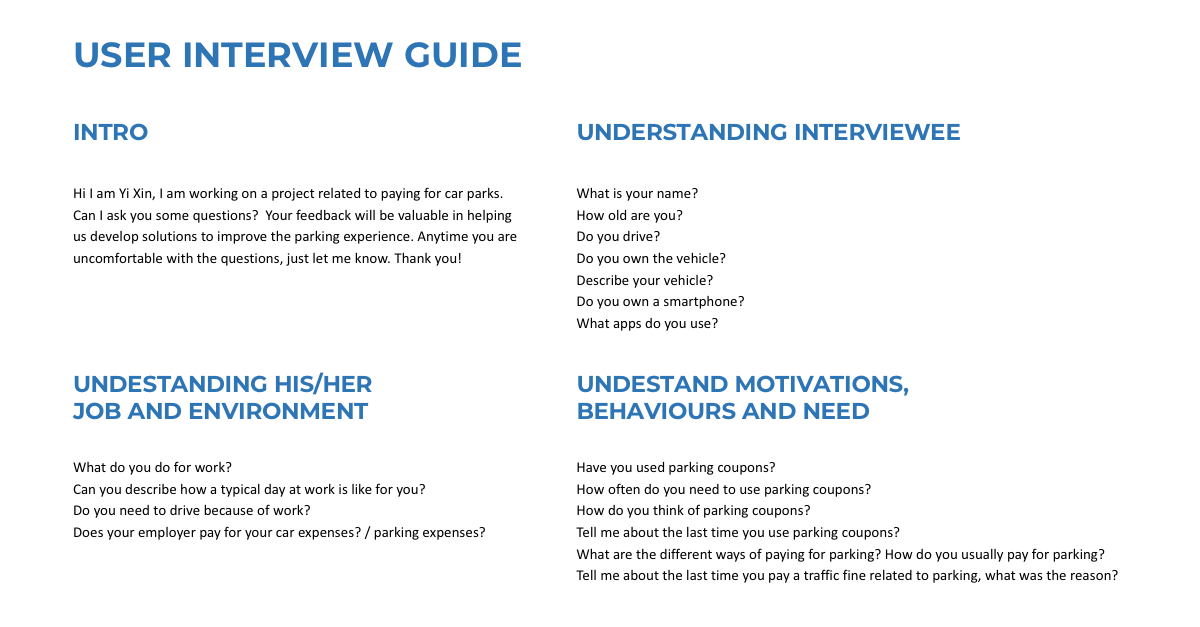 USER INTERVIEW GUIDE
INTRO
Hi I am Yi Xin, I am working on a project related to paying for car parks.
Can I ask you some questions?  Your feedback will be valuable in helping
us develop solutions to improve the parking experience. Anytime you are
uncomfortable with the questions, just let me know. Thank you!
UNDERSTANDING INTERVIEWEE
What is your name?
How old are you?
Do you drive?
Do you own the vehicle?
Describe your vehicle?
Do you own a smartphone?
What apps do you use?
UNDESTANDING HIS/HER
JOB AND ENVIRONMENT
What do you do for work?
Can you describe how a typical day at work is like for you?
Do you need to drive because of work?
Does your employer pay for your car expenses? / parking expenses?
UNDESTAND MOTIVATIONS,
BEHAVIOURS AND NEED
Have you used parking coupons?
How often do you need to use parking coupons?
How do you think of parking coupons?
Tell me about the last time you use parking coupons?
What are the different ways of paying for parking? How do you usually pay for parking?
Tell me about the last time you pay a traffic fine related to parking, what was the reason?